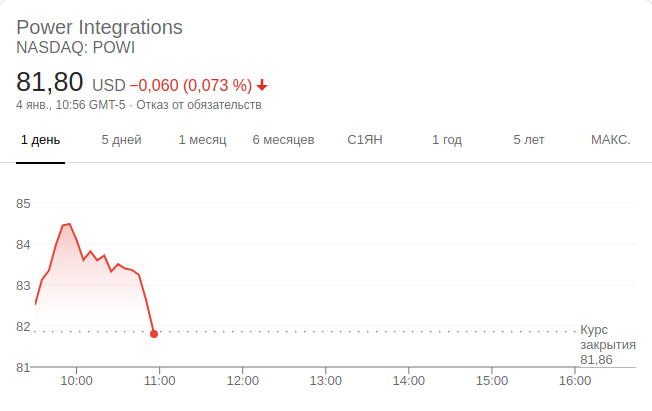 Power Integrations
NASDAQ: POWI
81,80 USD −0,060 (0,073 %)
4 янв., 10:56 GMT-5 · Отказ от обязательств
1 день 5 дней 1 месяц 6 месяцев С1ЯН 1 год 5 лет МАКС.
85
84
83
82
Курс
закрытия
81,86
81
10:00 11:00 12:00 13:00 14:00 15:00 16:00